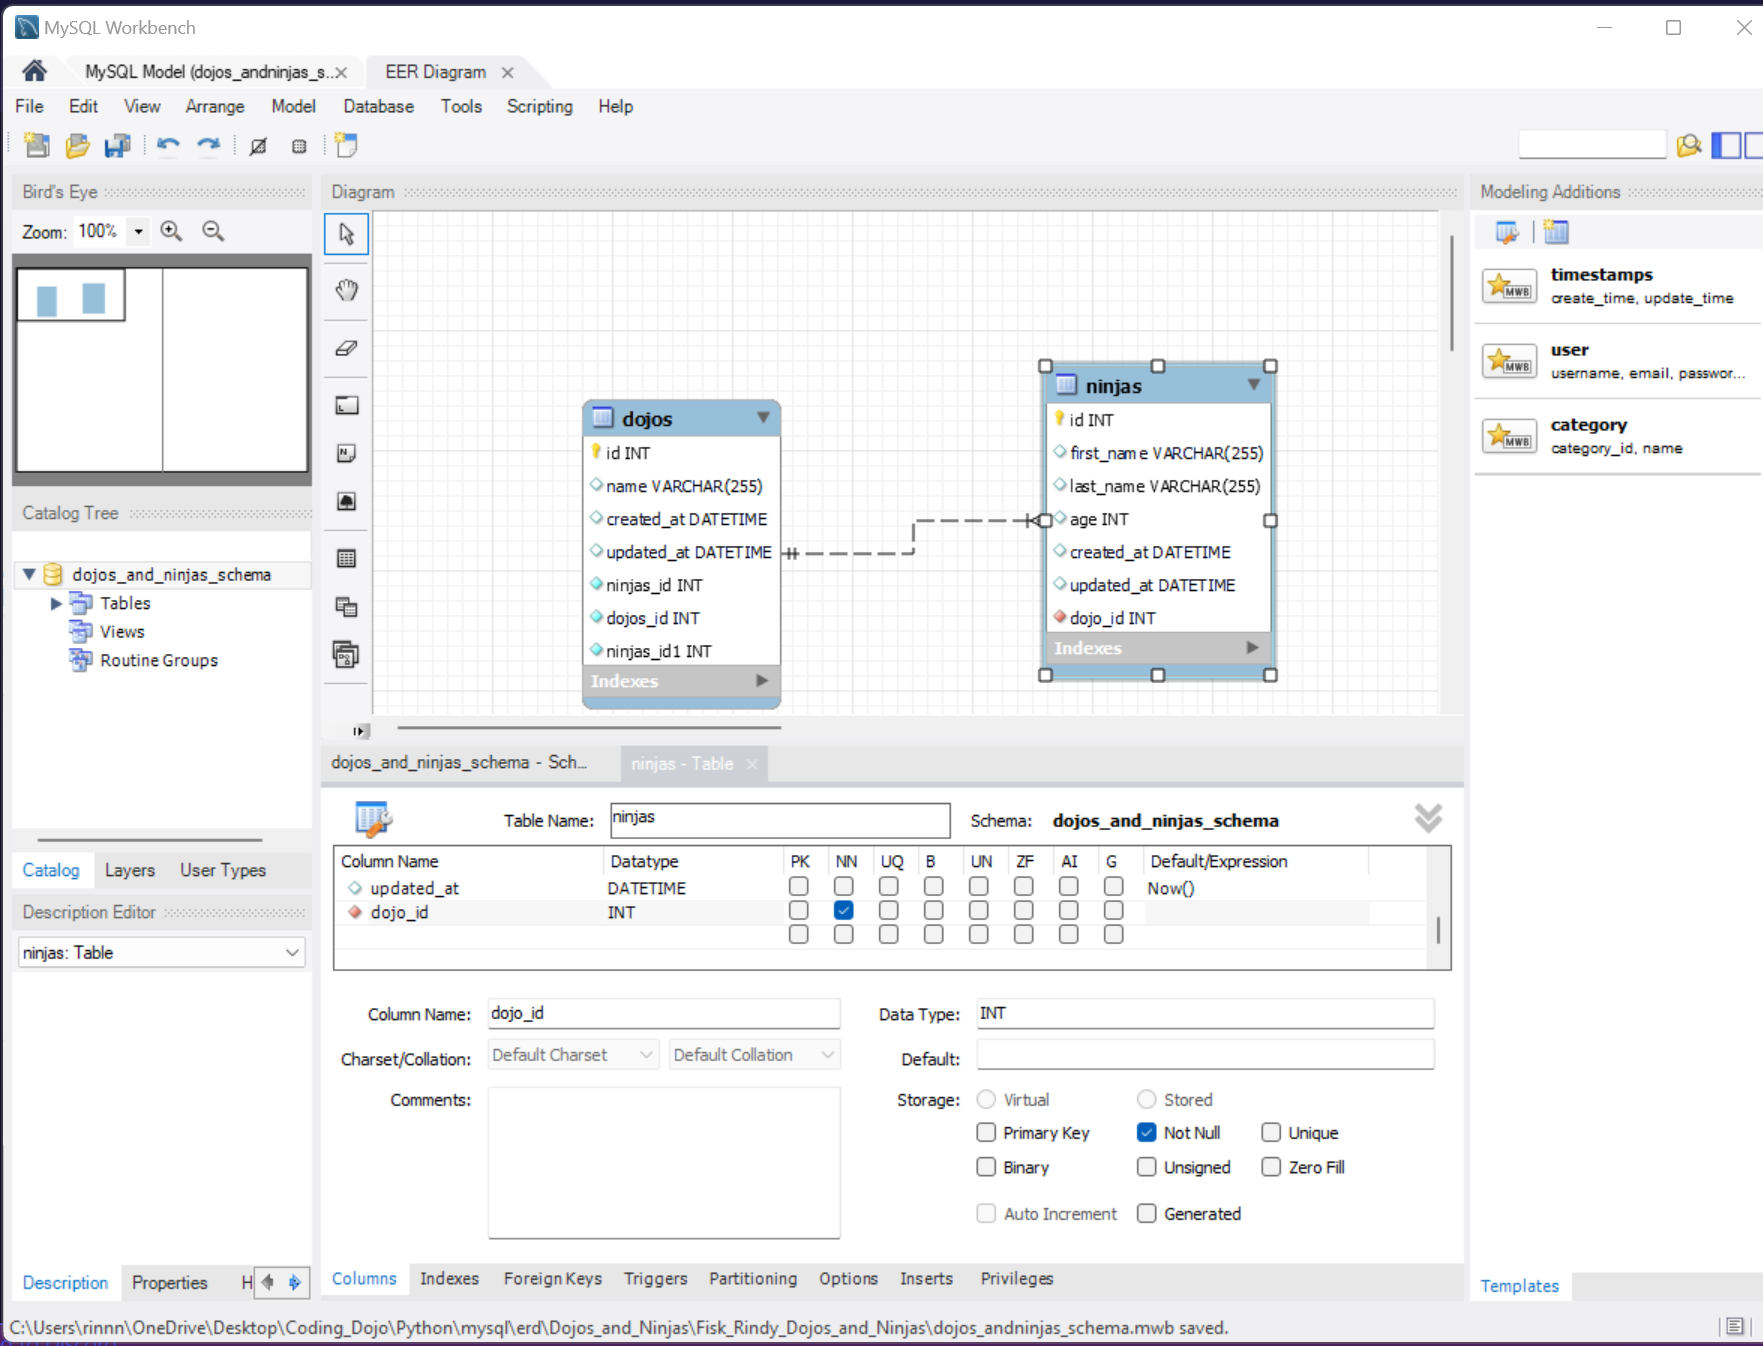 MySQL Workbench
MySQL Model (dojos_andninjas_s.. EER Diagram
File Edit View Arrange Model Database Tools Scripting Help
Bird's Eye
Zoom: 100%
Diagram
dojos
id INT
name VARCHAR(255)
created_at DATETIME
updated_at DATETIME
ninjas_id INT
dojos_id INT
ninjas_id1 INT
Indexes
ninjas
id INT
first_name VARCHAR(255)
last_name VARCHAR(255)
age INT
created_at DATETIME
updated_at DATETIME
dojo_id INT
Indexes
Modeling Additions
MWB
timestamps
create_time, update_time
MWB
user
username, email, passwor...
MWB
category
category_id, name
Catalog Tree
dojos_and_ninjas_schema
Tables
Views
Routine Groups
Catalog Layers User Types
Description Editor
ninjas: Table
Description Properties H
dojos_and_ninjas_schema - Sch... ninjas - Table
Table Name: ninjas Schema: dojos_and_ninjas_schema
Column Name Datatype PK NN UQ B UN ZF AI G Default/Expression
updated_at DATETIME Now()
dojo_id INT
Column Name: dojo_id Data Type: INT
Charset/Collation: Default Charset Default Collation Default:
Comments: Storage: Virtual Stored
Primary Key Not Null Unique
Binary Unsigned Zero Fill
Auto Increment Generated
Columns Indexes Foreign Keys Triggers Partitioning Options Inserts Privileges
Templates
C:\Users\rinnn\OneDrive\Desktop\Coding_Dojo\Python\mysql\erd\Dojos_and_Ninjas\Fisk_Rindy_Dojos_and_Ninjas\dojos_andninjas_schema.mwb saved.